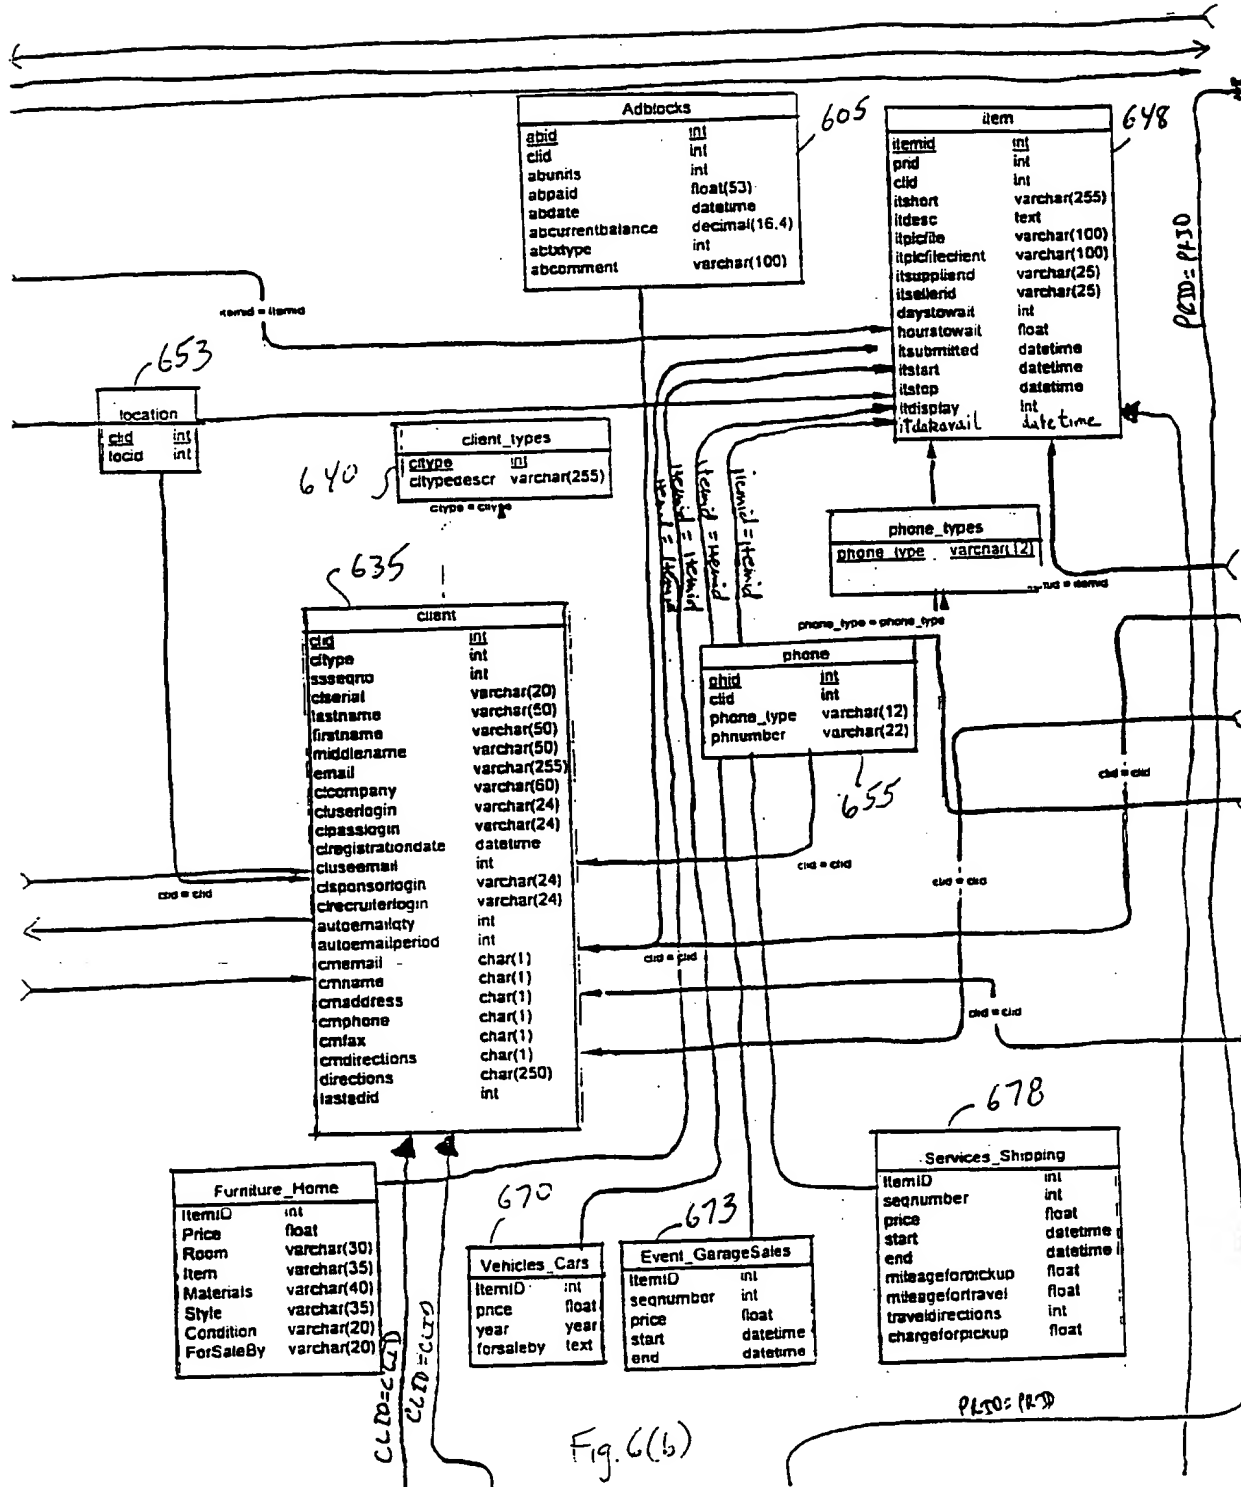 Adblocks
605
abid int
clid int
abunits int
abpaid float(53)
abdate datetime
abcurrentbalance decimal(16,4)
abtxtype int
abcomment varchar(100)
item
648
itemid int
prid int
clid int
itshort varchar(255)
itdesc text
itpicfile varchar(100)
itpicfileclient varchar(100)
itsupplierid varchar(25)
itsellerid varchar(25)
daystowait int
hourstowait float
itsubmitted datetime
itstart datetime
itstop datetime
itdisplay int
datetime
PRID=PRID
itemid = itemid
653
location
clid int
locid int
client_types
640
cltype int
cltypedescr varchar(255)
cltype = cltype
itemid = itemid
itemid = itemid
itemid = itemid
itemid = itemid
phone_types
phone_type varchar(12)
itemid = itemid
phone_type = phone_type
635
client
clid int
cltype int
ssseqno int
clserial varchar(20)
lastname varchar(50)
firstname varchar(50)
middlename varchar(50)
email varchar(255)
clcompany varchar(60)
cluserlogin varchar(24)
clpasslogin varchar(24)
clregistrationdate datetime
cluseemail int
clsponsorlogin varchar(24)
clrecruiterlogin varchar(24)
autoemailqty int
autoemailperiod int
cmemail char(1)
cmname char(1)
cmaddress char(1)
cmphone char(1)
cmfax char(1)
cmdirections char(1)
directions char(250)
lastadid int
phone
phid int
clid int
phone_type varchar(12)
phnumber varchar(22)
655
clid = clid
clid = clid
clid = clid
clid = clid
clid = clid
clid = clid
678
Furniture_Home
ItemID int
Price float
Room varchar(30)
Item varchar(35)
Materials varchar(40)
Style varchar(35)
Condition varchar(20)
ForSaleBy varchar(20)
670
Vehicles_Cars
ItemID int
price float
year year
forsaleby text
673
Event_GarageSales
ItemID int
seqnumber int
price float
start datetime
end datetime
Services_Shipping
ItemID int
seqnumber int
price float
start datetime
end datetime
mileageforpickup float
mileagefortravel float
traveldirections int
chargeforpickup float
CLID=CLID
CLID=CLID
PRID=PRID
Fig. 6(b)